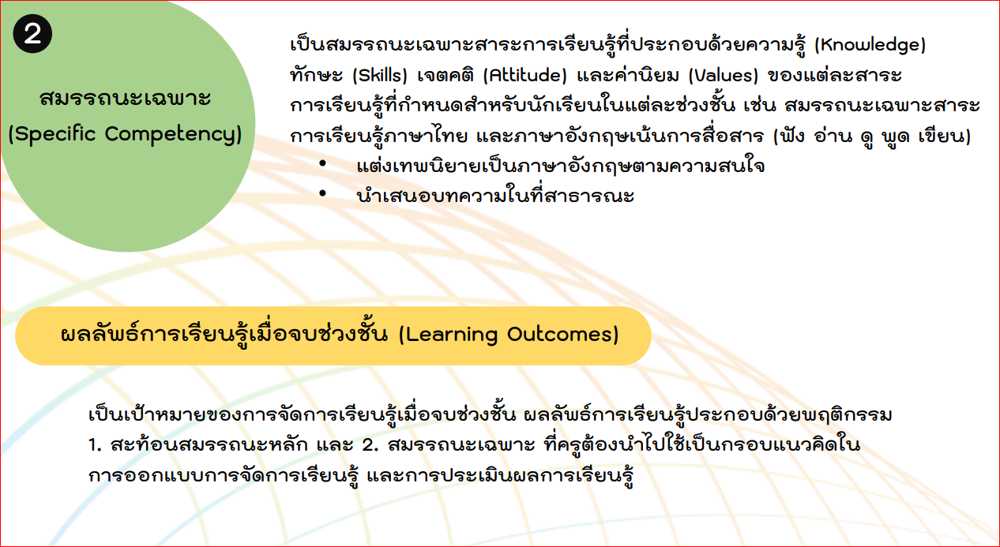 2
สมรรถนะเฉพาะ
(Specific Competency)
เป็นสมรรถนะเฉพาะสาระการเรียนรู้ที่ประกอบด้วยความรู้ (Knowledge)
ทักษะ (Skills) เจตคติ (Attitude) และค่านิยม (Values) ของแต่ละสาระ
การเรียนรู้ที่กำหนดสำหรับนักเรียนในแต่ละช่วงชั้น เช่น สมรรถนะเฉพาะสาระ
การเรียนรู้ภาษาไทย และภาษาอังกฤษเน้นการสื่อสาร (ฟัง อ่าน ดู พูด เขียน)
• แต่งเทพนิยายเป็นภาษาอังกฤษตามความสนใจ
• นำเสนอบทความในที่สาธารณะ
ผลลัพธ์การเรียนรู้เมื่อจบช่วงชั้น (Learning Outcomes)
เป็นเป้าหมายของการจัดการเรียนรู้เมื่อจบช่วงชั้น ผลลัพธ์การเรียนรู้ประกอบด้วยพฤติกรรม
1. สะท้อนสมรรถนะหลัก และ 2. สมรรถนะเฉพาะ ที่ครูต้องนำไปใช้เป็นกรอบแนวคิดใน
การออกแบบการจัดการเรียนรู้ และการประเมินผลการเรียนรู้